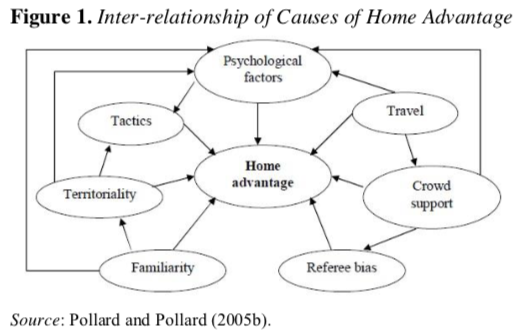 Figure 1. Inter-relationship of Causes of Home Advantage
Psychological
factors
Tactics
Travel
Home
advantage
Territoriality
Crowd
support
Familiarity
Referee bias
Source: Pollard and Pollard (2005b).